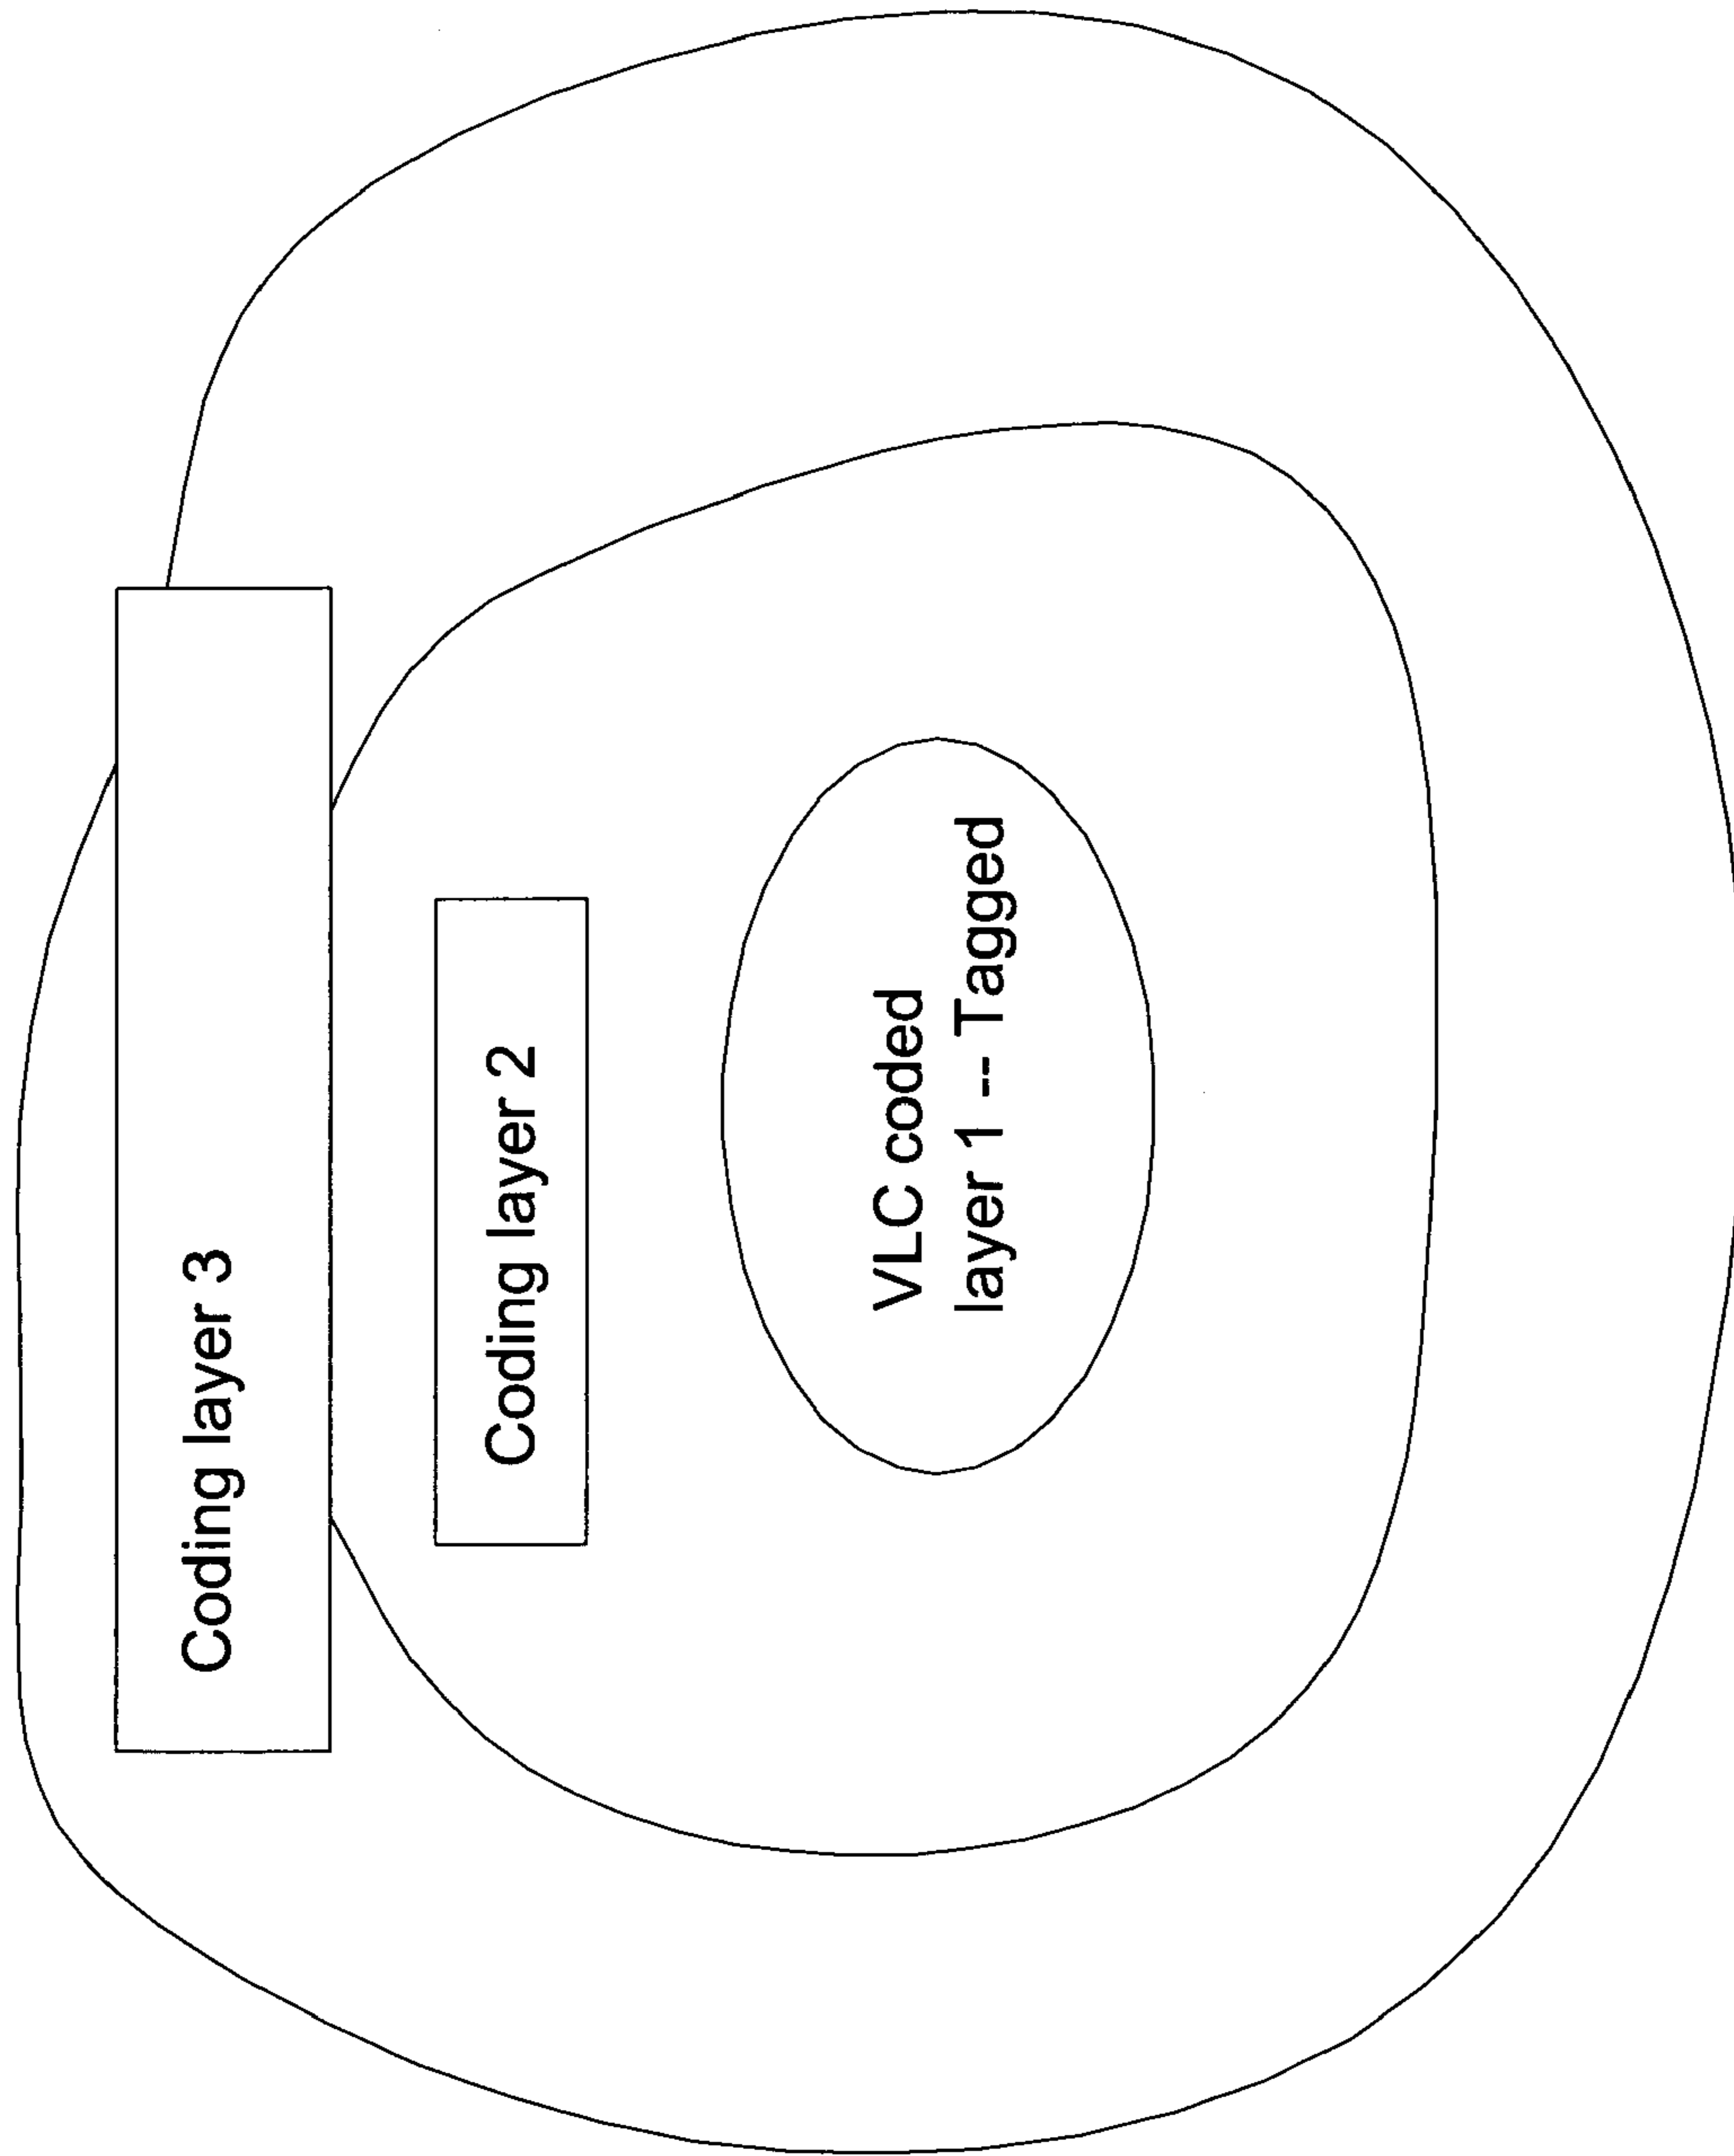 Coding layer 3
Coding layer 2
VLC coded
layer 1 -- Tagged